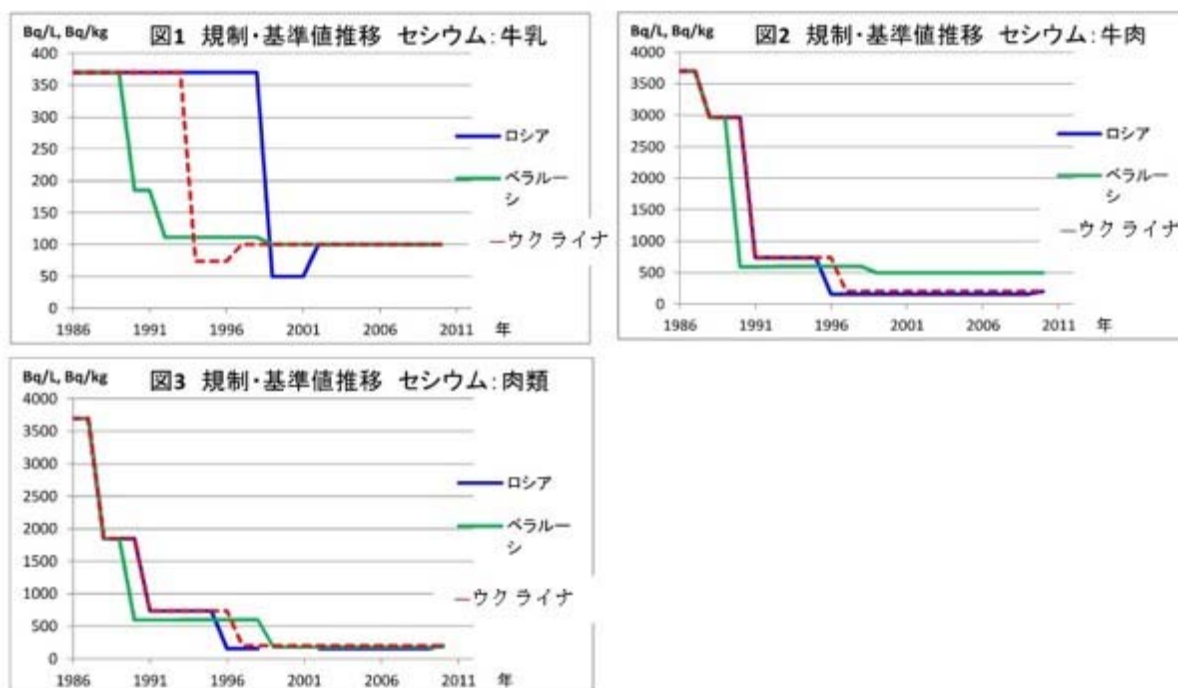 Bq/L, Bq/kg 図1 規制・基準値推移 セシウム：牛乳
400
350
300
250
200
150
100
50
0
1986 1991 1996 2001 2006 2011 年
ロシア
ベラルー
シ
ウクライナ
Bq/L, Bq/kg 図2 規制・基準値推移 セシウム：牛肉
4000
3500
3000
2500
2000
1500
1000
500
0
1986 1991 1996 2001 2006 2011 年
ロシア
ベラルー
シ
ウクライナ
Bq/L, Bq/kg 図3 規制・基準値推移 セシウム：肉類
4000
3500
3000
2500
2000
1500
1000
500
0
1986 1991 1996 2001 2006 2011 年
ロシア
ベラルー
シ
ウクライナ